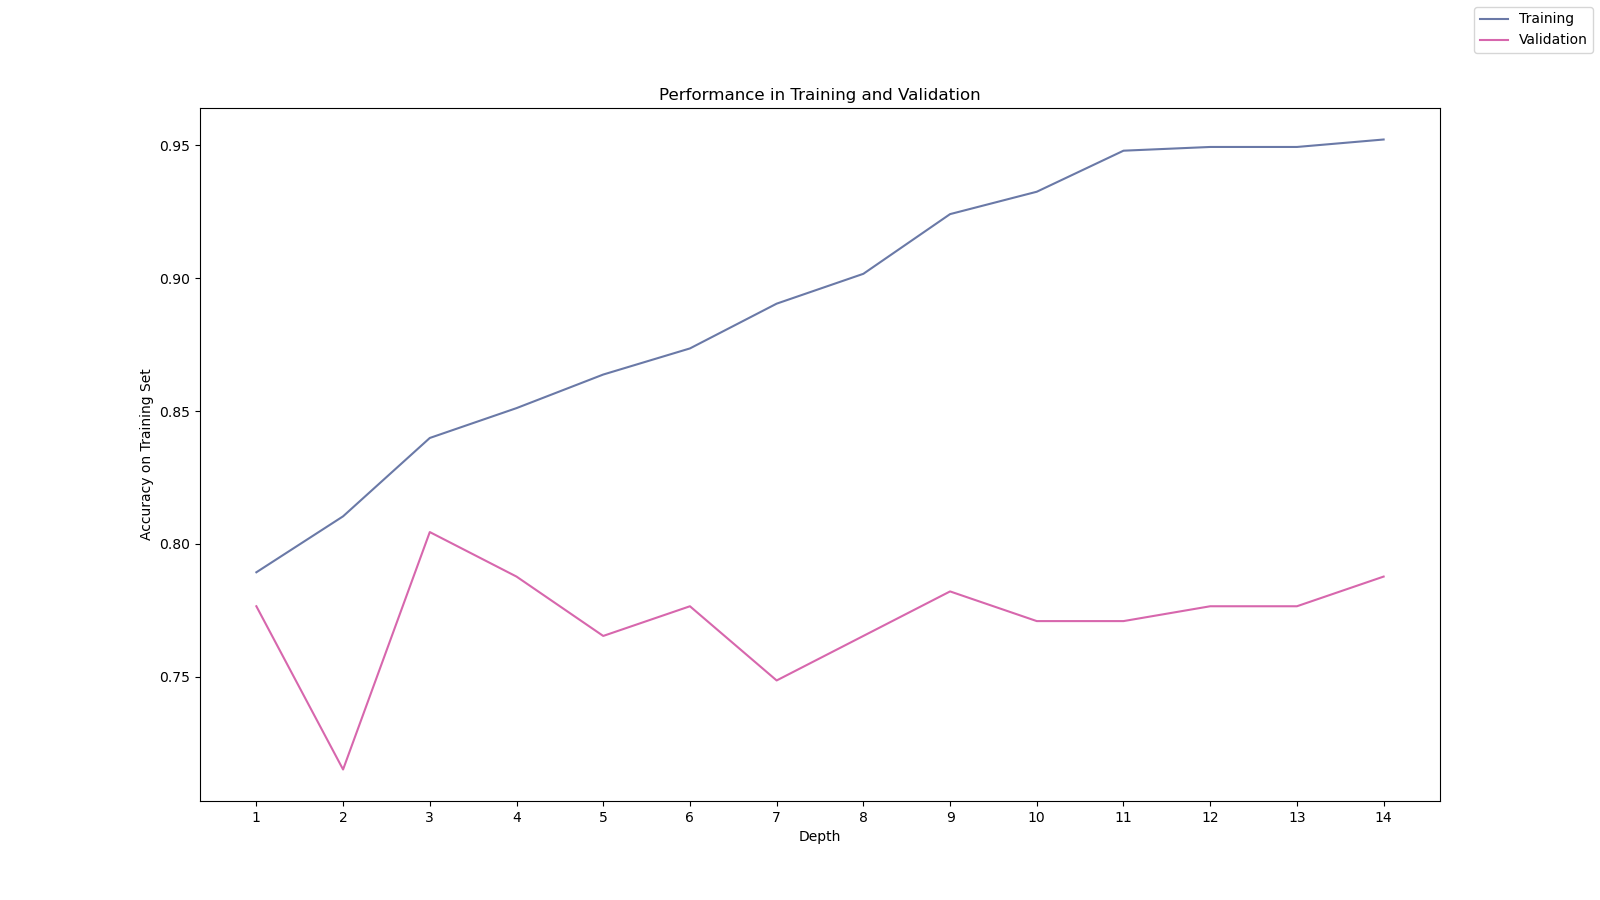 Training
Validation
Performance in Training and Validation
0.95
0.90
0.85
0.80
0.75
Accuracy on Training Set
1 2 3 4 5 6 7 8 9 10 11 12 13 14
Depth